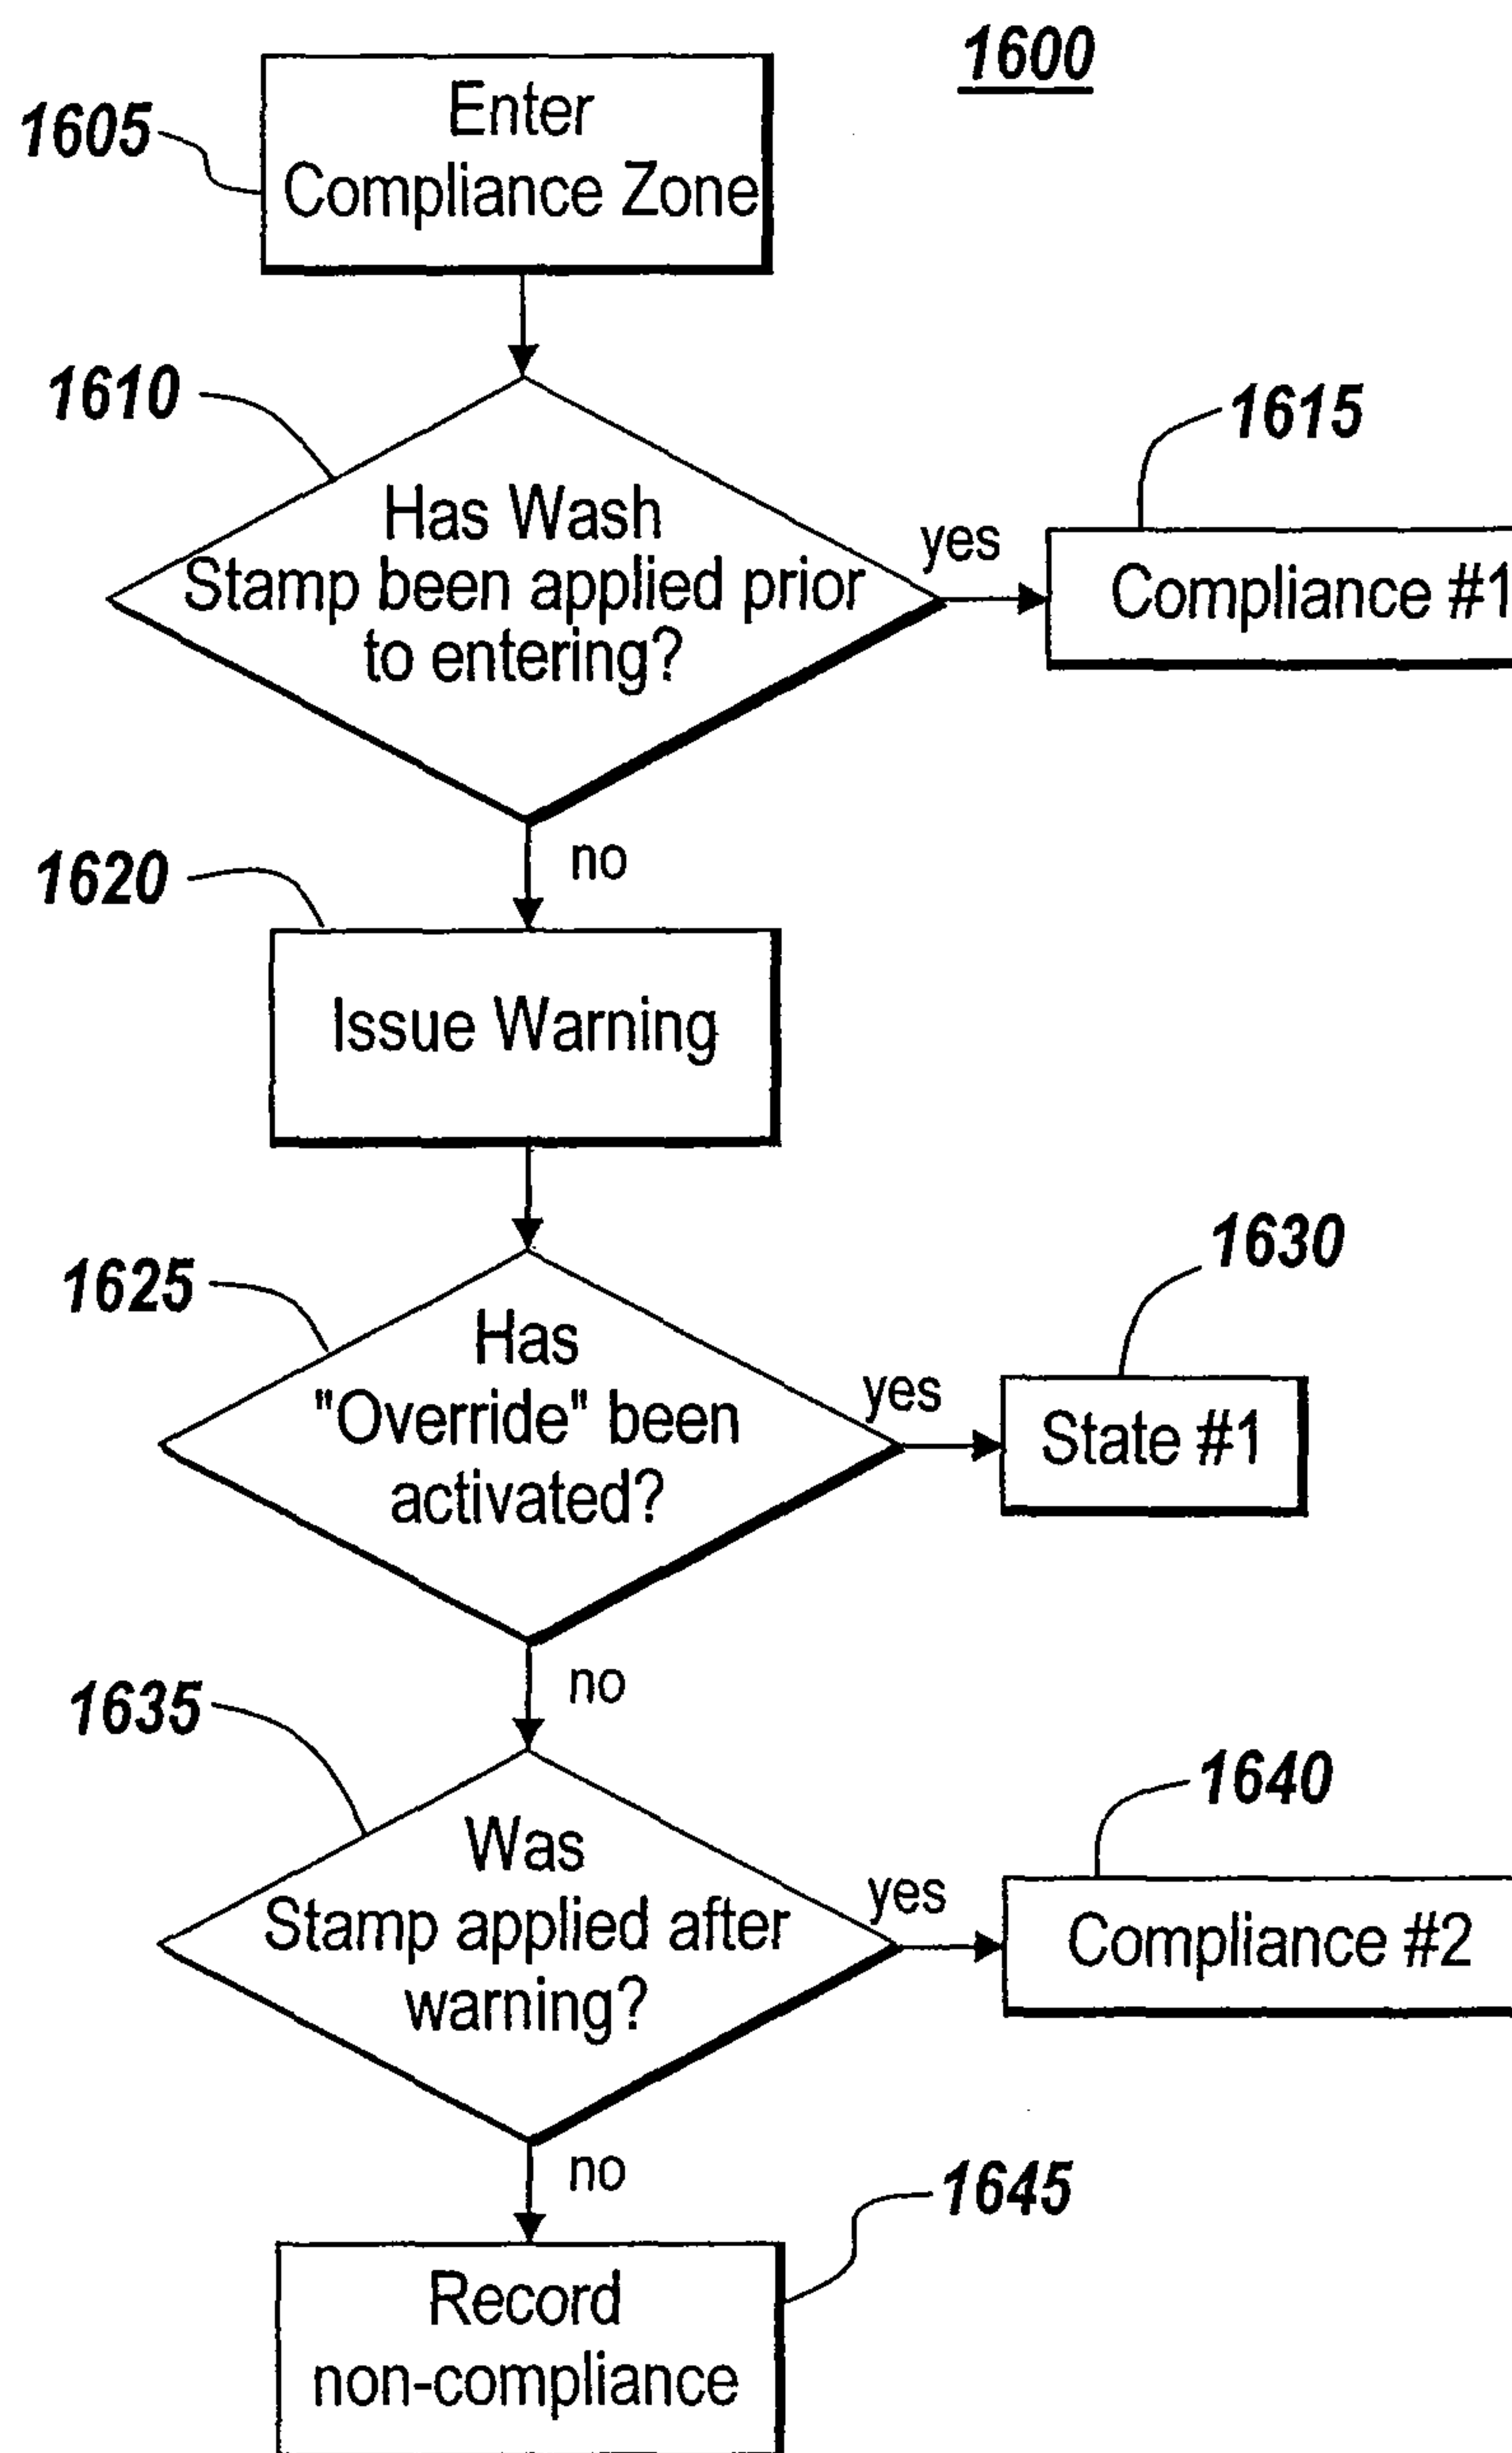 1600
1605
Enter
Compliance Zone
1610
Has Wash
Stamp been applied prior
to entering?
yes
1615
Compliance #1
no
1620
Issue Warning
1625
Has
"Override" been
activated?
yes
1630
State #1
no
1635
Was
Stamp applied after
warning?
yes
1640
Compliance #2
no
1645
Record
non-compliance